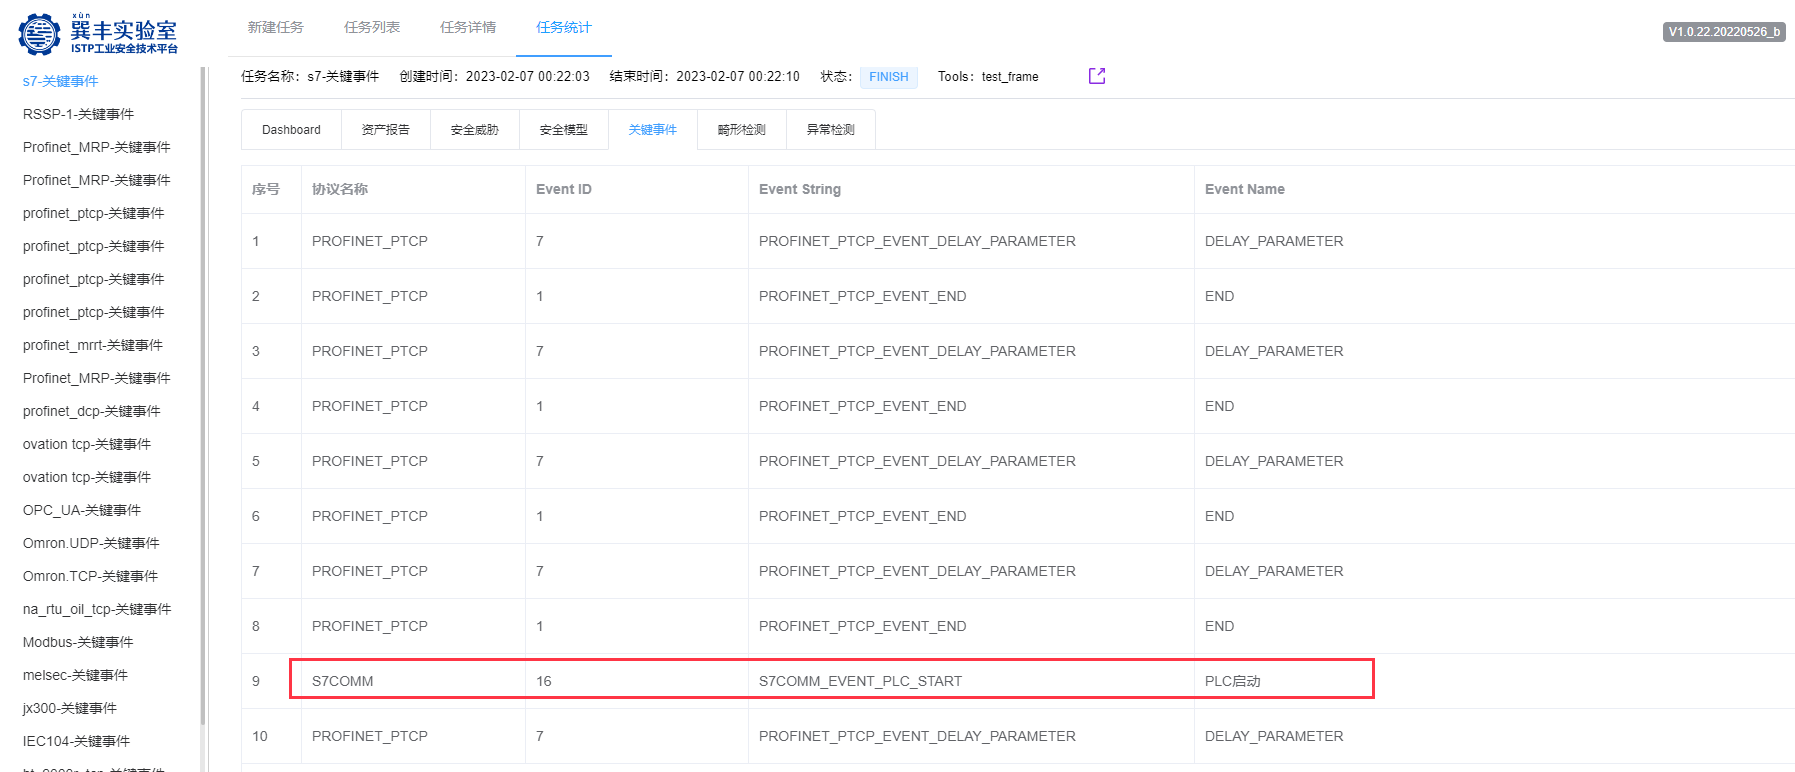 xùn
巽丰实验室
ISTP工业安全技术平台
新建任务 任务列表 任务详情 任务统计
V1.0.22.20220526_b
任务名称：s7-关键事件 创建时间：2023-02-07 00:22:03 结束时间：2023-02-07 00:22:10 状态：FINISH Tools：test_frame
s7-关键事件
RSSP-1-关键事件
Profinet_MRP-关键事件
Profinet_MRP-关键事件
profinet_ptcp-关键事件
profinet_ptcp-关键事件
profinet_ptcp-关键事件
profinet_ptcp-关键事件
profinet_mrrt-关键事件
Profinet_MRP-关键事件
profinet_dcp-关键事件
ovation tcp-关键事件
ovation tcp-关键事件
OPC_UA-关键事件
Omron.UDP-关键事件
Omron.TCP-关键事件
na_rtu_oil_tcp-关键事件
Modbus-关键事件
melsec-关键事件
jx300-关键事件
IEC104-关键事件
Dashboard 资产报告 安全威胁 安全模型 关键事件 畸形检测 异常检测
序号 协议名称 Event ID Event String Event Name
1 PROFINET_PTCP 7 PROFINET_PTCP_EVENT_DELAY_PARAMETER DELAY_PARAMETER
2 PROFINET_PTCP 1 PROFINET_PTCP_EVENT_END END
3 PROFINET_PTCP 7 PROFINET_PTCP_EVENT_DELAY_PARAMETER DELAY_PARAMETER
4 PROFINET_PTCP 1 PROFINET_PTCP_EVENT_END END
5 PROFINET_PTCP 7 PROFINET_PTCP_EVENT_DELAY_PARAMETER DELAY_PARAMETER
6 PROFINET_PTCP 1 PROFINET_PTCP_EVENT_END END
7 PROFINET_PTCP 7 PROFINET_PTCP_EVENT_DELAY_PARAMETER DELAY_PARAMETER
8 PROFINET_PTCP 1 PROFINET_PTCP_EVENT_END END
9 S7COMM 16 S7COMM_EVENT_PLC_START PLC启动
10 PROFINET_PTCP 7 PROFINET_PTCP_EVENT_DELAY_PARAMETER DELAY_PARAMETER